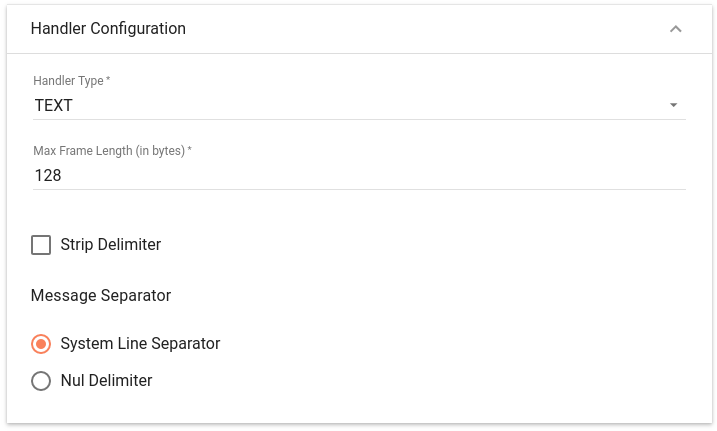 Handler Configuration
Handler Type *
TEXT
Max Frame Length (in bytes) *
128
Strip Delimiter
Message Separator
System Line Separator
Nul Delimiter